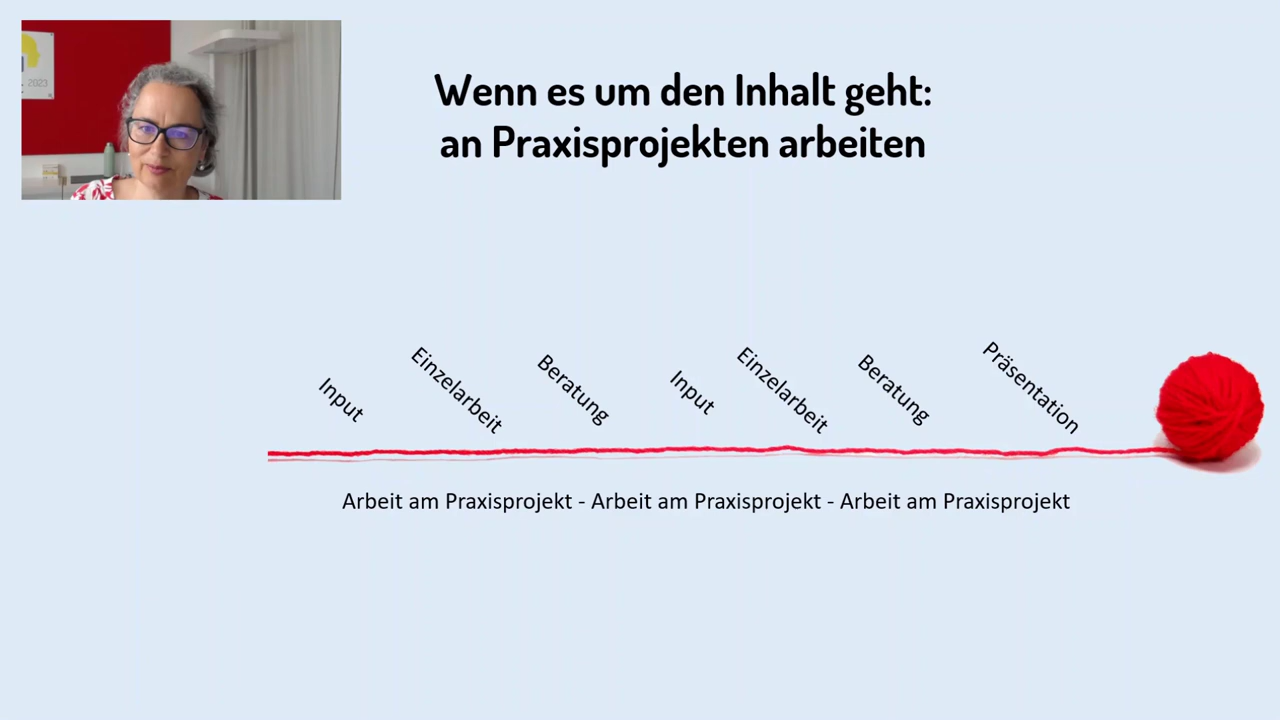 2023
Wenn es um den Inhalt geht:
an Praxisprojekten arbeiten
Input
Einzelarbeit
Beratung
Input
Einzelarbeit
Beratung
Präsentation
Arbeit am Praxisprojekt - Arbeit am Praxisprojekt - Arbeit am Praxisprojekt